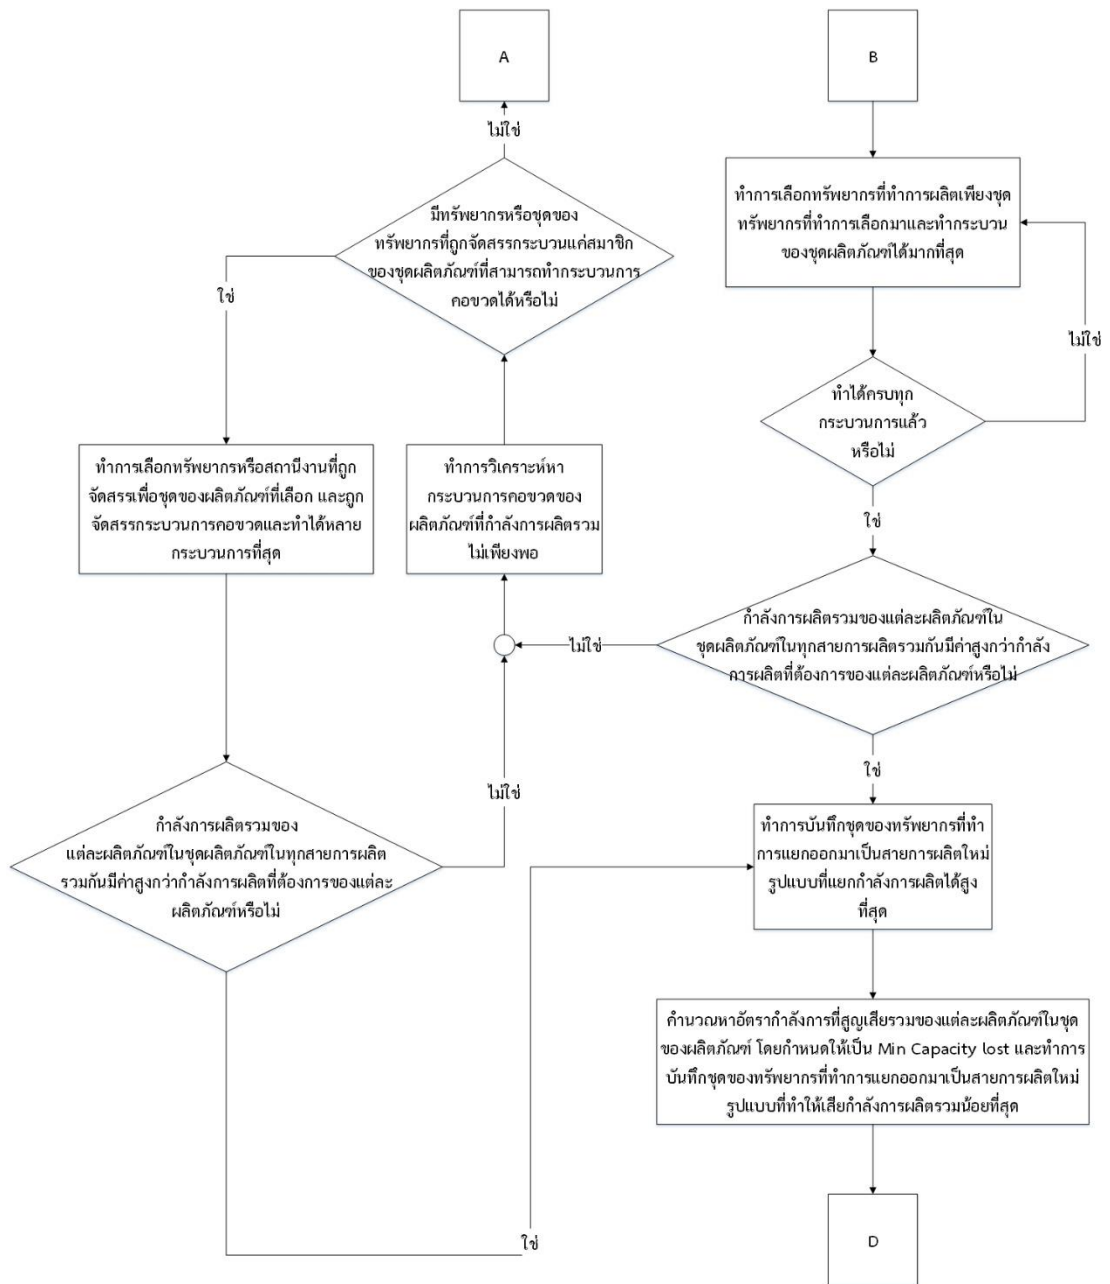 A
B
ไม่ใช่
มีทรัพยากรหรือชุดของ
ทรัพยากรที่ถูกจัดสรรกระบวนแก่สมาชิก
ของชุดผลิตภัณฑ์ที่สามารถทำกระบวนการ
คอขวดได้หรือไม่
ใช่
ทำการเลือกทรัพยากรที่ทำการผลิตเพียงชุด
ทรัพยากรที่ทำการเลือกมาและทำกระบวน
ของชุดผลิตภัณฑ์ได้มากที่สุด
ไม่ใช่
ทำได้ครบทุก
กระบวนการแล้ว
หรือไม่
ใช่
ทำการเลือกทรัพยากรหรือสถานีงานที่ถูก
จัดสรรเพื่อชุดของผลิตภัณฑ์ที่เลือก และถูก
จัดสรรกระบวนการคอขวดและทำได้หลาย
กระบวนการที่สุด
ทำการวิเคราะห์หา
กระบวนการคอขวดของ
ผลิตภัณฑ์ที่กำลังการผลิตรวม
ไม่เพียงพอ
กำลังการผลิตรวมของแต่ละผลิตภัณฑ์ใน
ชุดผลิตภัณฑ์ในทุกสายการผลิตรวมกันมีค่าสูงกว่ากำลัง
การผลิตที่ต้องการของแต่ละผลิตภัณฑ์หรือไม่
ไม่ใช่
ใช่
กำลังการผลิตรวมของ
แต่ละผลิตภัณฑ์ในชุดผลิตภัณฑ์ในทุกสายการผลิต
รวมกันมีค่าสูงกว่ากำลังการผลิตที่ต้องการของแต่ละ
ผลิตภัณฑ์หรือไม่
ไม่ใช่
ทำการบันทึกชุดของทรัพยากรที่ทำ
การแยกออกมาเป็นสายการผลิตใหม่
รูปแบบที่แยกกำลังการผลิตได้สูง
ที่สุด
คำนวณหาอัตรากำลังการที่สูญเสียรวมของแต่ละผลิตภัณฑ์ในชุด
ของผลิตภัณฑ์ โดยกำหนดให้เป็น Min Capacity lost และทำการ
บันทึกชุดของทรัพยากรที่ทำการแยกออกมาเป็นสายการผลิตใหม่
รูปแบบที่ทำให้เสียกำลังการผลิตรวมน้อยที่สุด
ใช่
D